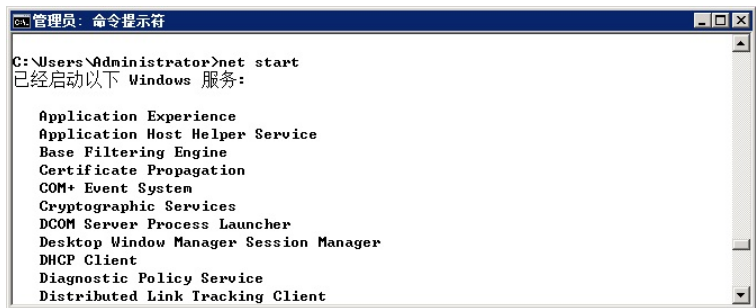 管理员: 命令提示符
C:\Users\Administrator>net start
已经启动以下 Windows 服务:
Application Experience
Application Host Helper Service
Base Filtering Engine
Certificate Propagation
COM+ Event System
Cryptographic Services
DCOM Server Process Launcher
Desktop Window Manager Session Manager
DHCP Client
Diagnostic Policy Service
Distributed Link Tracking Client